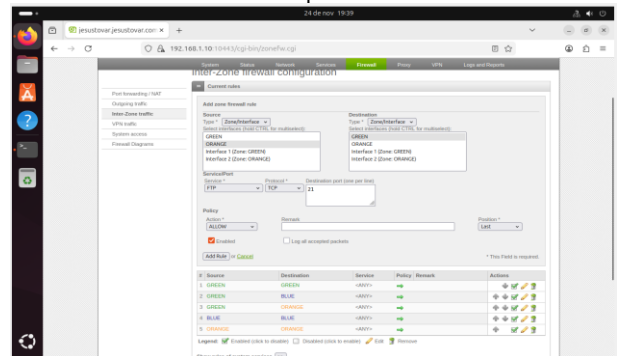 24 de nov 19:39
jesustovar.jesustovar.com ×
192.168.1.10:10443/cgi-bin/zonefw.cgi
System Status Network Services Firewall Proxy VPN Logs and Reports
Inter-Zone firewall configuration
Current rules
Port forwarding / NAT
Outgoing traffic
Inter-Zone traffic
VPN traffic
System access
Firewall Diagrams
Add zone firewall rule
Source Destination
Type * Zone/Interface Type * Zone/Interface
Select interfaces (hold CTRL for multiselect) Select interfaces (hold CTRL for multiselect)
GREEN GREEN
ORANGE ORANGE
Interface 1 (Zone: GREEN) Interface 1 (Zone: GREEN)
Interface 2 (Zone: ORANGE) Interface 2 (Zone: ORANGE)
Service/Port
Service * Protocol * Destination port (one per line)
FTP TCP 21
Policy
Action * Remark Position *
ALLOW Last
Enabled Log all accepted packets
Add Rule or Cancel * This Field is required.
# Source Destination Service Policy Remark Actions
1 GREEN GREEN <ANY>
2 GREEN BLUE <ANY>
3 GREEN ORANGE <ANY>
4 BLUE BLUE <ANY>
5 ORANGE ORANGE <ANY>
Legend: Enabled (click to disable) Disabled (click to enable) Edit Remove